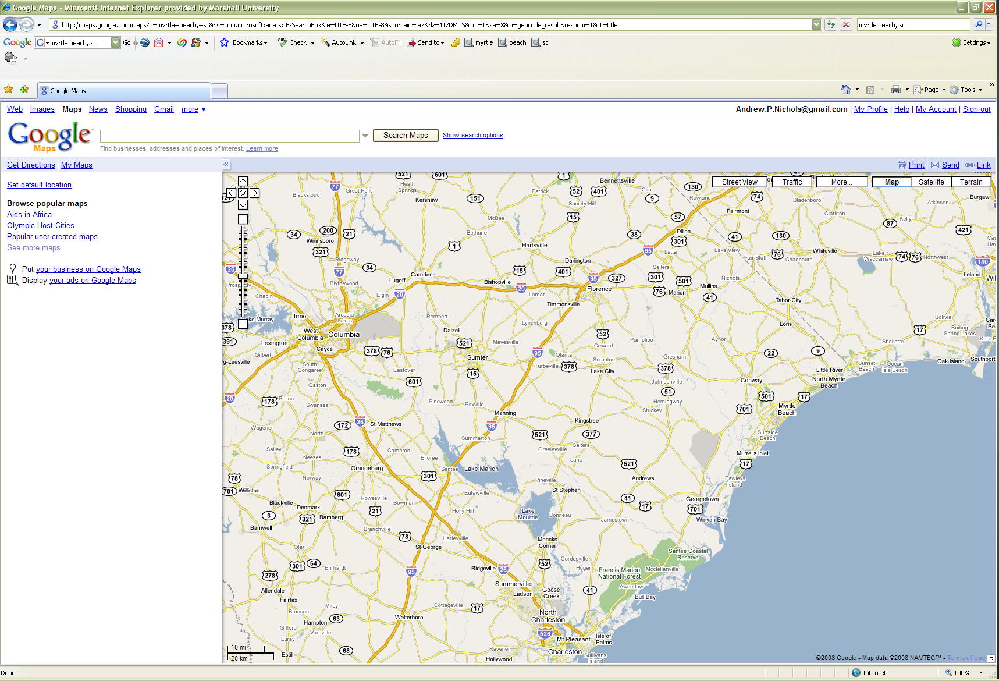 Google Maps - Microsoft Internet Explorer provided by Marshall University
http://maps.google.com/maps?q=myrtle+beach,+sc&rls=com.microsoft:en-us:IE-SearchBox&ie=UTF-8&oe=UTF-8&sourceid=ie7&rlz=1I7DMUS&um=1&sa=X&oi=geocode_result&resnum=1&ct=title
myrtle beach, sc
Google
myrtle beach, sc
Go
Bookmarks
Check
AutoLink
AutoFill
Send to
myrtle
beach
sc
Settings
Google Maps
Page
Tools
Web Images Maps News Shopping Gmail more ▼
Andrew.P.Nichols@gmail.com | My Profile | Help | My Account | Sign out
Google Maps
Search Maps
Show search options
Find businesses, addresses and places of interest. Learn more.
Get Directions
My Maps
«
Print
Send
Link
Set default location
Browse popular maps
Aids in Africa
Olympic Host Cities
Popular user-created maps
See more maps
Put your business on Google Maps
Display your ads on Google Maps
Street View
Traffic
More...
Map
Satellite
Terrain
521
601
1
Bennettsville
77
Great Falls
Heath Springs
Blackstock
Kershaw
151
Patrick
52
401
Society Hill
Clio
9
130
Rowland
74
Fairmont
Bladenboro
Atkinson
Burgaw
Clarkton
Kelly
87
421
McBee
15
57
Dillon
34
200
21
Winnsboro
321
Bethune
1
Hartsville
38
301
Latta
41
Lake View
130
76
Whiteville
Fair Bluff
Chadbourn
Lake Waccamaw
74
76
Northwest
140
Leland
Ridgeway
77
34
Blythewood
26
Camden
Lugoff
15
401
Darlington
95
Sellers
301
501
Bishopville
20
Lamar
95
327
Florence
76
Marion
Mullins
41
Nichols
Tabor City
Chapin
Elgin
20
Timmonsville
Irmo
Arcadia Lakes
Rembert
Lynchburg
Loris
Bolivia
17
Boiling Spring Lakes
378
391
West Columbia
Columbia
Lexington
Cayce
Gilbert
Dalzell
521
Mayesville
52
Coward
Pamplico
Aynor
Shallotte
378
76
Sumter
95
Olanta
Scranton
Gresham
22
9
South Congaree
Eastover
15
Turbeville
378
Lake City
378
Little River
Sunset Beach
Ocean Isle Beach
Oak Island
Southport
601
Gaston
Johnsonville
Conway
North Myrtle Beach
20
178
Pelion
Swansea
Pinewood
Paxville
51
Hemingway
501
17
Manning
Stuckey
701
Myrtle Beach
26
172
St Matthews
95
Kingstree
Wagener
North
Summerton
521
377
Surfside Beach
Salley
178
Cameron
Greeleyville
Salters
Murrells Inlet
Neeses
Elloree
Lane
17
Springfield
Orangeburg
Santee
Lake Marion
521
Andrews
Pawleys Island
78
Norway
301
Pineville
781
Williston
601
Rowesville
Bowman
Eutawville
St Stephen
41
17
Georgetown
Blackville
Denmark
Bamberg
21
Holly Hill
Lake Moultrie
Bonneau
Jamestown
701
Winyah Bay
3
321
Barnwell
Branchville
78
Harleyville
Moncks Corner
St George
Olar
Cordesville
Santee Coastal Reserve
301
64
Ehrhardt
95
Ridgeville
26
52
Huger
Francis Marion National Forest
Mcclellanville
278
Allendale
Summerville
Awendaw
Ladson
Goose Creek
41
Bull Bay
Fairfax
Miley
Cottageville
17
Brunson
Hampton
63
Walterboro
North Charleston
Gifford
Varnville
Luray
526
Mt Pleasant
Isle of Palms
68
Estill
Ravenel
Hollywood
Charleston
Sullivans Island
10 mi
20 km
©2008 Google - Map data ©2008 NAVTEQ™ - Terms of Use
Done
Internet
100%